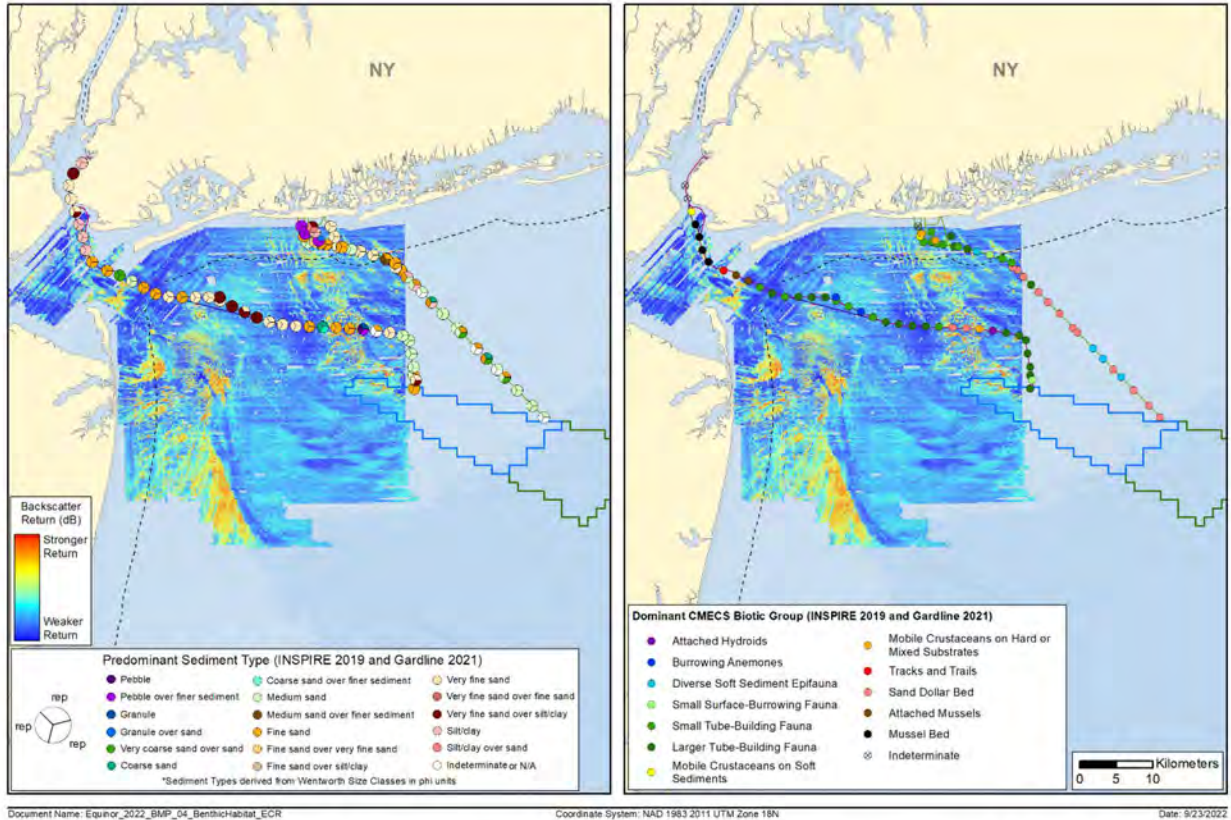 NY
NY
Backscatter
Return (dB)
Stronger
Return
Weaker
Return
Predominant Sediment Type (INSPIRE 2019 and Gardline 2021)
rep
rep
rep
Pebble
Pebble over finer sediment
Granule
Granule over sand
Very coarse sand over sand
Coarse sand
Coarse sand over finer sediment
Medium sand
Medium sand over finer sediment
Fine sand
Fine sand over very fine sand
Fine sand over silt/clay
Very fine sand
Very fine sand over fine sand
Very fine sand over silt/clay
Silt/clay
Silt/clay over sand
Indeterminate or N/A
*Sediment Types derived from Wentworth Size Classes in phi units
Dominant CMECS Biotic Group (INSPIRE 2019 and Gardline 2021)
Attached Hydroids
Burrowing Anemones
Diverse Soft Sediment Epifauna
Small Surface-Burrowing Fauna
Small Tube-Building Fauna
Larger Tube-Building Fauna
Mobile Crustaceans on Soft
Sediments
Mobile Crustaceans on Hard or
Mixed Substrates
Tracks and Trails
Sand Dollar Bed
Attached Mussels
Mussel Bed
Indeterminate
Kilometers
0 5 10
Document Name: Equinor_2022_BMP_04_BenthicHabitat_ECR
Coordinate System: NAD 1983 2011 UTM Zone 18N
Date: 9/23/2022